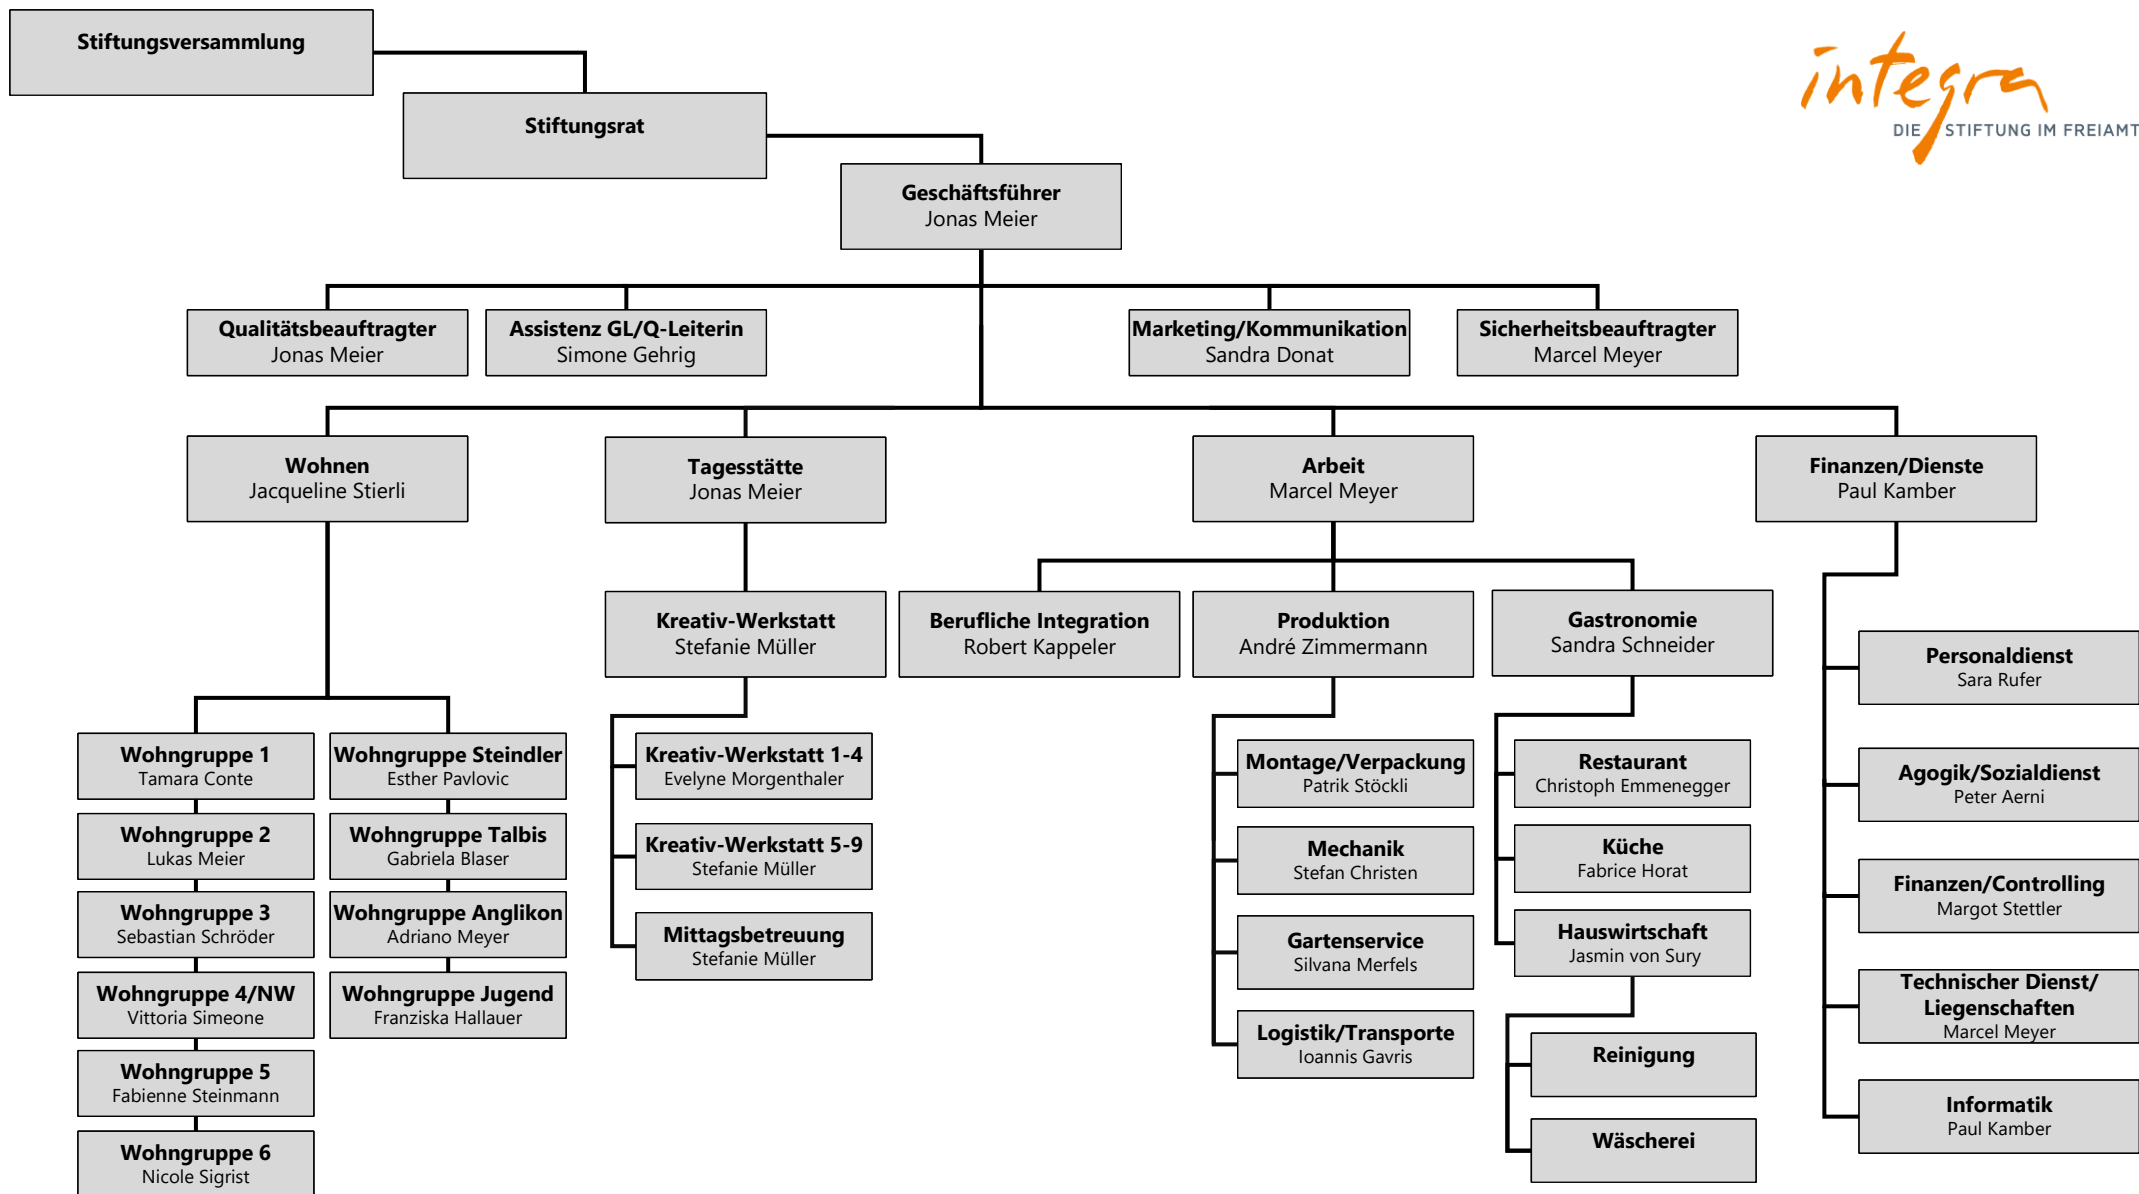 Stiftungsversammlung
integra
DIE STIFTUNG IM FREIAMT
Stiftungsrat
Geschäftsführer
Jonas Meier
Qualitätsbeauftragter
Jonas Meier
Assistenz GL/Q-Leiterin
Simone Gehrig
Marketing/Kommunikation
Sandra Donat
Sicherheitsbeauftragter
Marcel Meyer
Wohnen
Jacqueline Stierli
Tagesstätte
Jonas Meier
Arbeit
Marcel Meyer
Finanzen/Dienste
Paul Kamber
Kreativ-Werkstatt
Stefanie Müller
Berufliche Integration
Robert Kappeler
Produktion
André Zimmermann
Gastronomie
Sandra Schneider
Wohngruppe 1
Tamara Conte
Wohngruppe 2
Lukas Meier
Wohngruppe 3
Sebastian Schröder
Wohngruppe 4/NW
Vittoria Simeone
Wohngruppe 5
Fabienne Steinmann
Wohngruppe 6
Nicole Sigrist
Wohngruppe Steindler
Esther Pavlovic
Wohngruppe Talbis
Gabriela Blaser
Wohngruppe Anglikon
Adriano Meyer
Wohngruppe Jugend
Franziska Hallauer
Kreativ-Werkstatt 1-4
Evelyne Morgenthaler
Kreativ-Werkstatt 5-9
Stefanie Müller
Mittagsbetreuung
Stefanie Müller
Montage/Verpackung
Patrik Stöckli
Mechanik
Stefan Christen
Gartenservice
Silvana Merfels
Logistik/Transporte
Ioannis Gavris
Restaurant
Christoph Emmenegger
Küche
Fabrice Horat
Hauswirtschaft
Jasmin von Sury
Reinigung
Wäscherei
Personaldienst
Sara Rufer
Agogik/Sozialdienst
Peter Aerni
Finanzen/Controlling
Margot Stettler
Technischer Dienst/
Liegenschaften
Marcel Meyer
Informatik
Paul Kamber